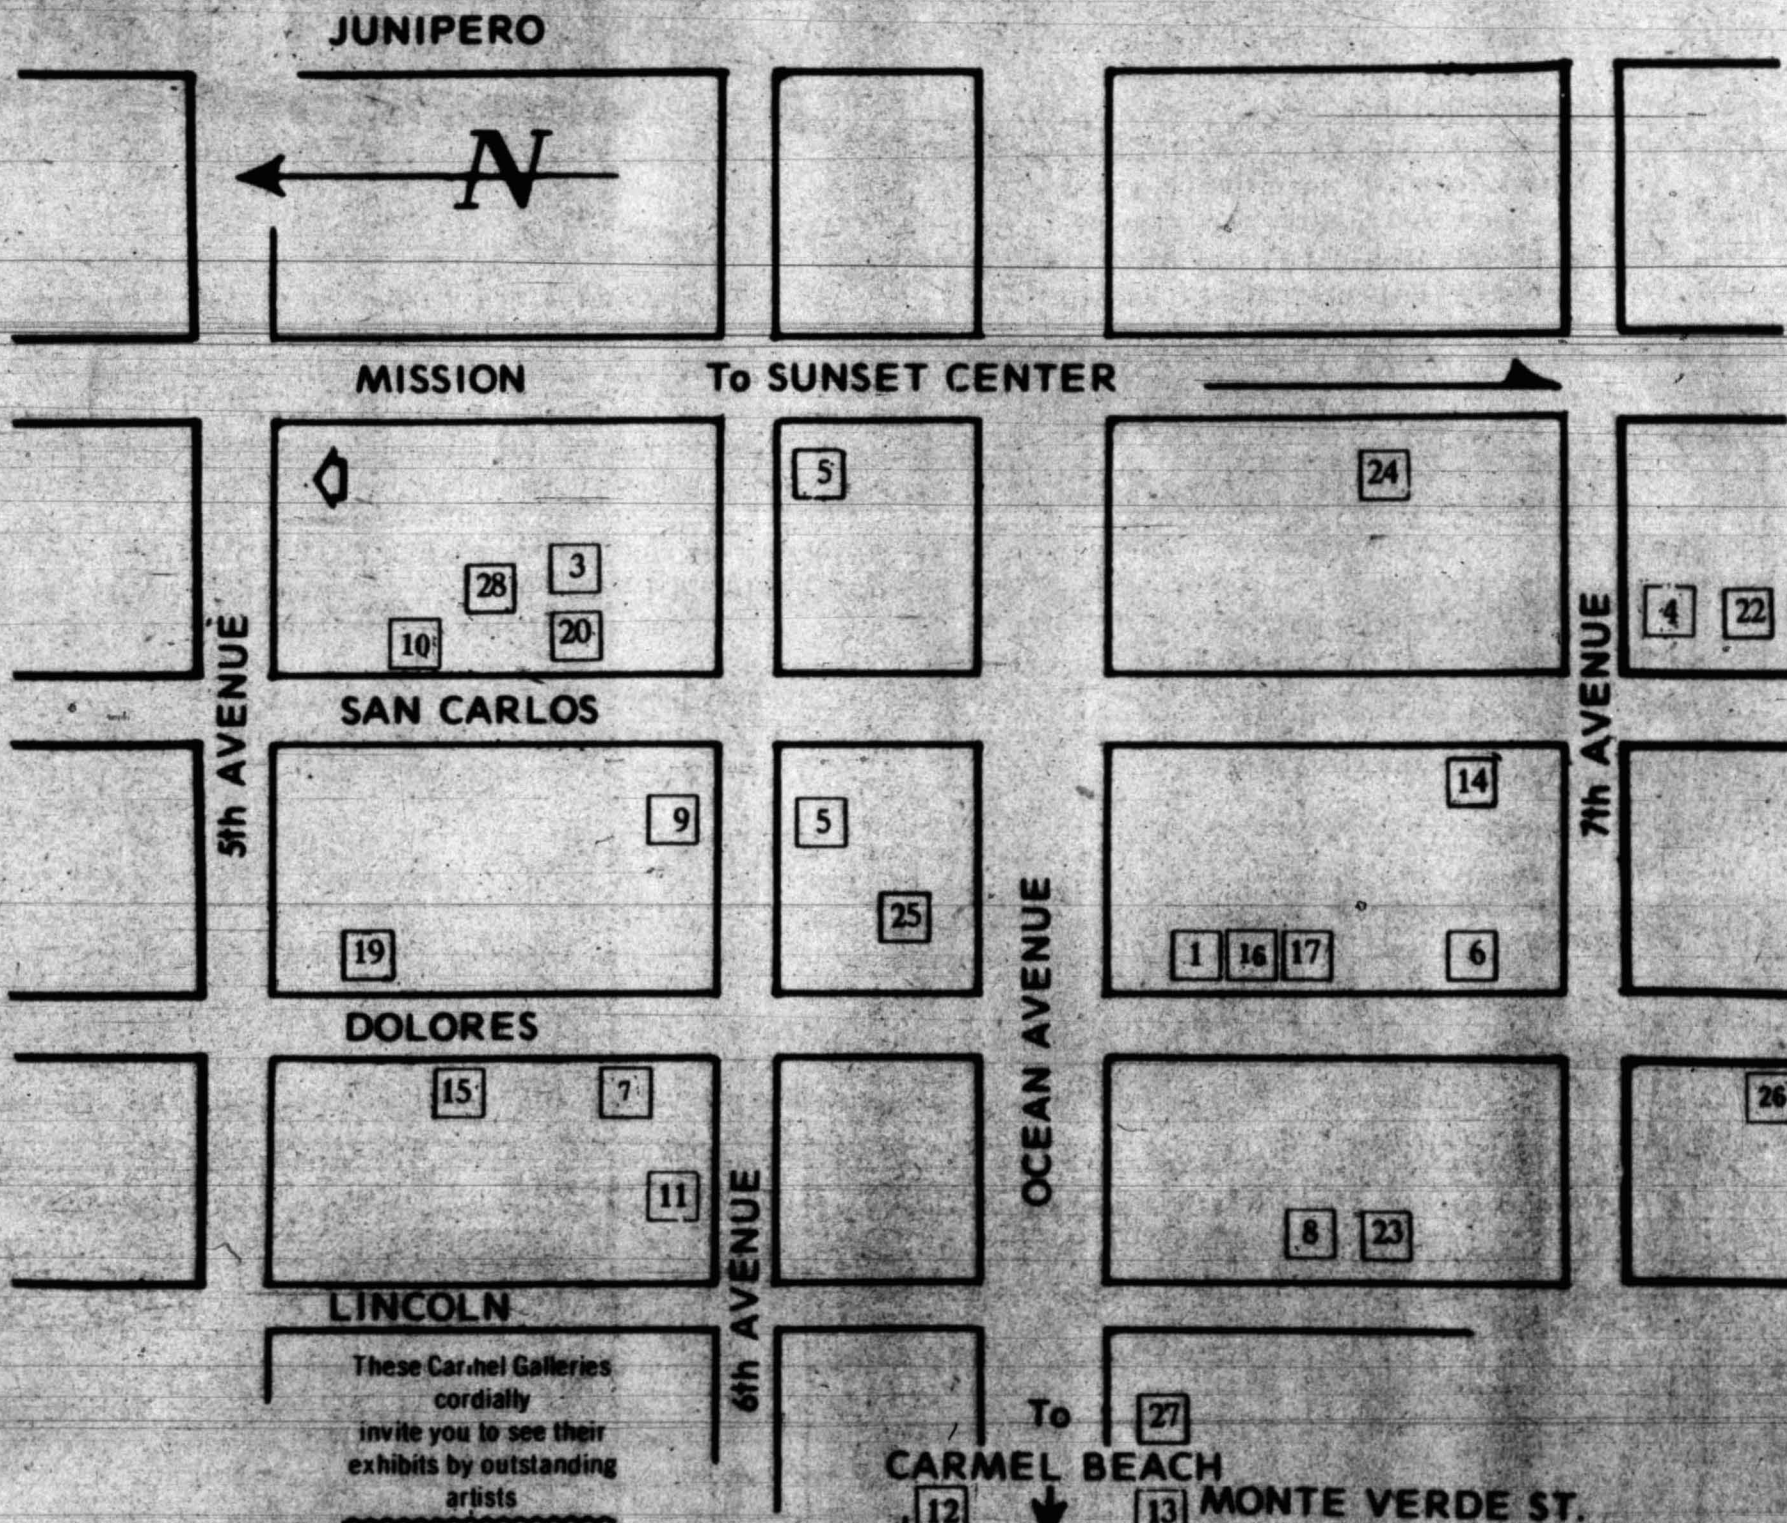 JUNIPERO
N
MISSION To SUNSET CENTER
5
24
28
3
10
20
4
22
5th AVENUE
7th AVENUE
SAN CARLOS
9
5
14
25
19
1
16
17
6
OCEAN AVENUE
DOLORES
15
7
26
11
8
23
6th AVENUE
LINCOLN
These Carmel Galleries
cordially
invite you to see their
exhibits by outstanding
artists
To
27
CARMEL BEACH
12
13
MONTE VERDE ST.